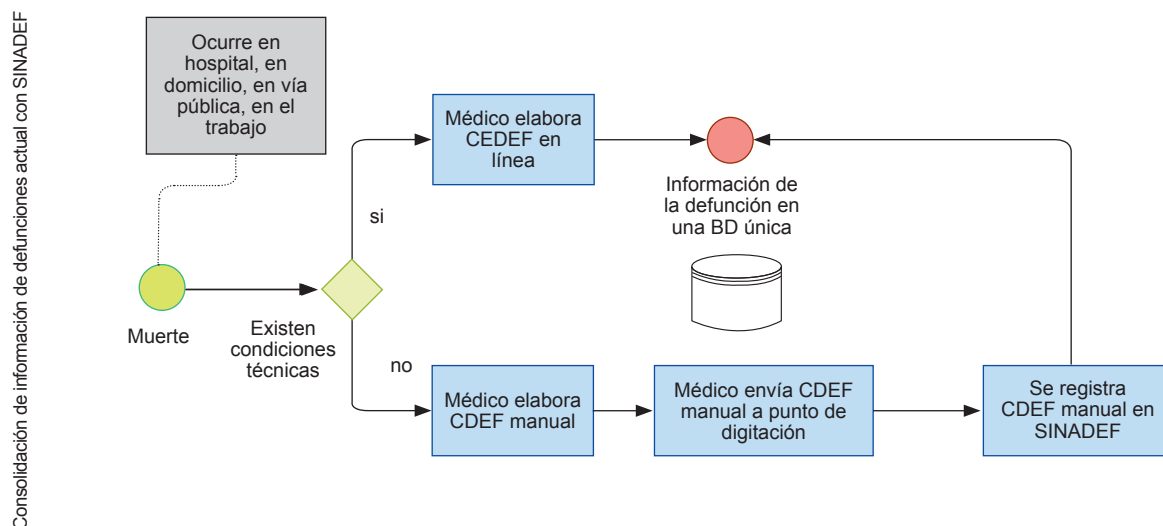 Consolidación de información de defunciones actual con SINADEF
Ocurre en
hospital, en
domicilio, en vía
pública, en el
trabajo
Médico elabora
CEDEF en
línea
Información de
la defunción en
una BD única
si
Muerte
Existen
condiciones
técnicas
no
Médico elabora
CDEF manual
Médico envía CDEF
manual a punto de
digitación
Se registra
CDEF manual en
SINADEF